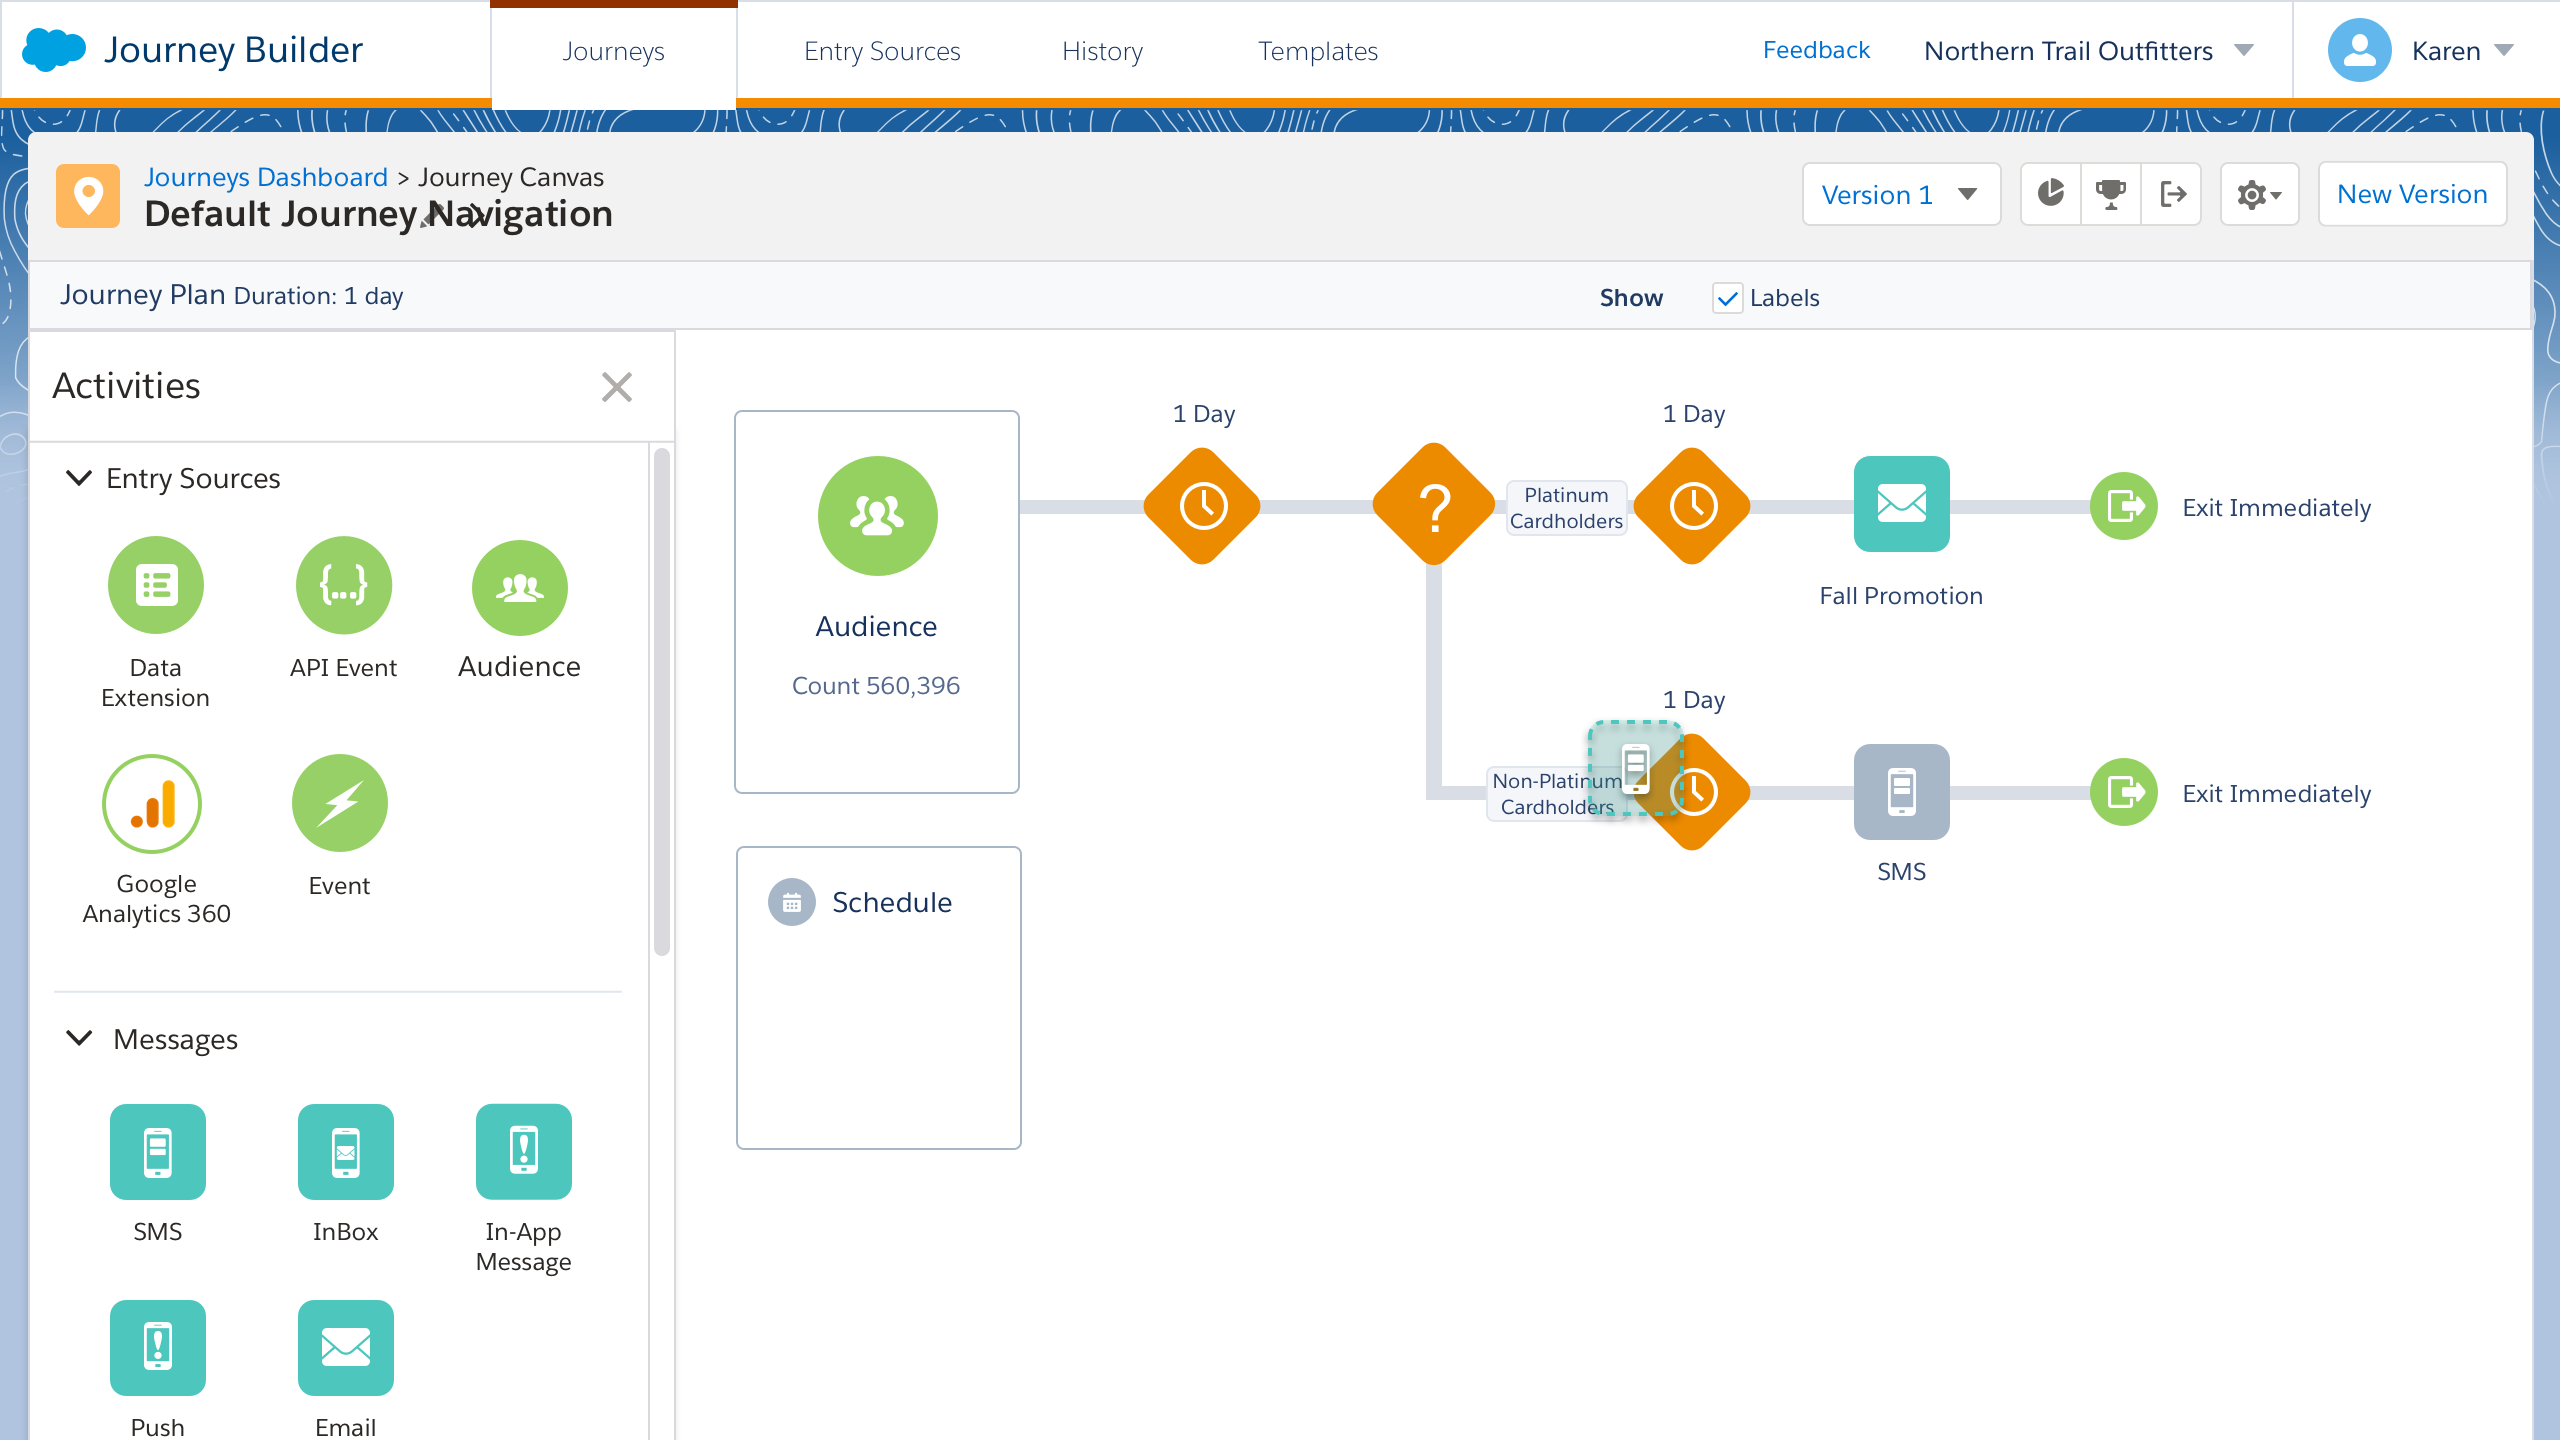 Journey Builder
Journeys
Entry Sources
History
Templates
Feedback
Northern Trail Outfitters
Karen
Journeys Dashboard > Journey Canvas
Default Journey Navigation
Version 1
New Version
Journey Plan Duration: 1 day
Show
Labels
Activities
Entry Sources
Data
Extension
API Event
Audience
Google
Analytics 360
Event
Messages
SMS
InBox
In-App
Message
Push
Email
Audience
Count 560,396
Schedule
1 Day
?
Platinum
Cardholders
1 Day
Fall Promotion
Exit Immediately
1 Day
Non-Platinum
Cardholders
SMS
Exit Immediately